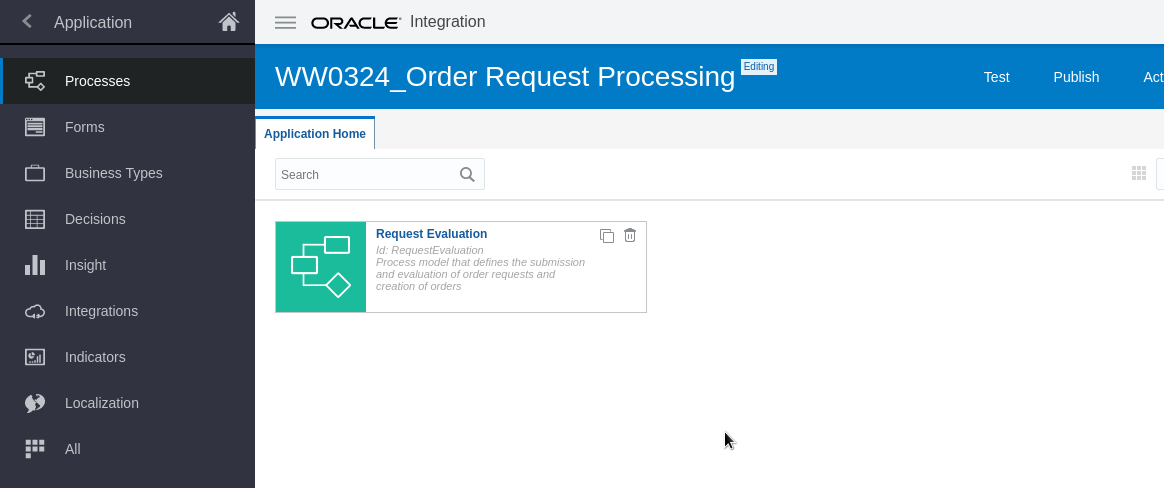 Application
ORACLE Integration
WW0324_Order Request Processing
Editing
Test
Publish
Act
Processes
Forms
Business Types
Decisions
Insight
Integrations
Indicators
Localization
All
Application Home
Search
Request Evaluation
Id: RequestEvaluation
Process model that defines the submission
and evaluation of order requests and
creation of orders